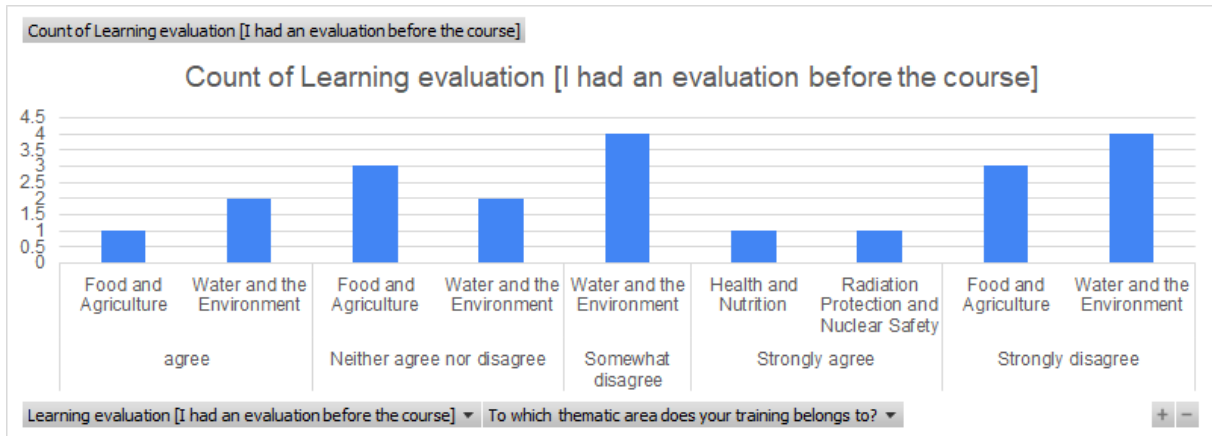 Count of Learning evaluation [I had an evaluation before the course]
Count of Learning evaluation [I had an evaluation before the course]
4.5
4
3.5
3
2.5
2
1.5
1
0.5
0
Food and Agriculture
Water and the Environment
Food and Agriculture
Water and the Environment
Water and the Environment
Health and Nutrition
Radiation Protection and Nuclear Safety
Food and Agriculture
Water and the Environment
agree
Neither agree nor disagree
Somewhat disagree
Strongly agree
Strongly disagree
Learning evaluation [I had an evaluation before the course]
To which thematic area does your training belongs to?
+ −